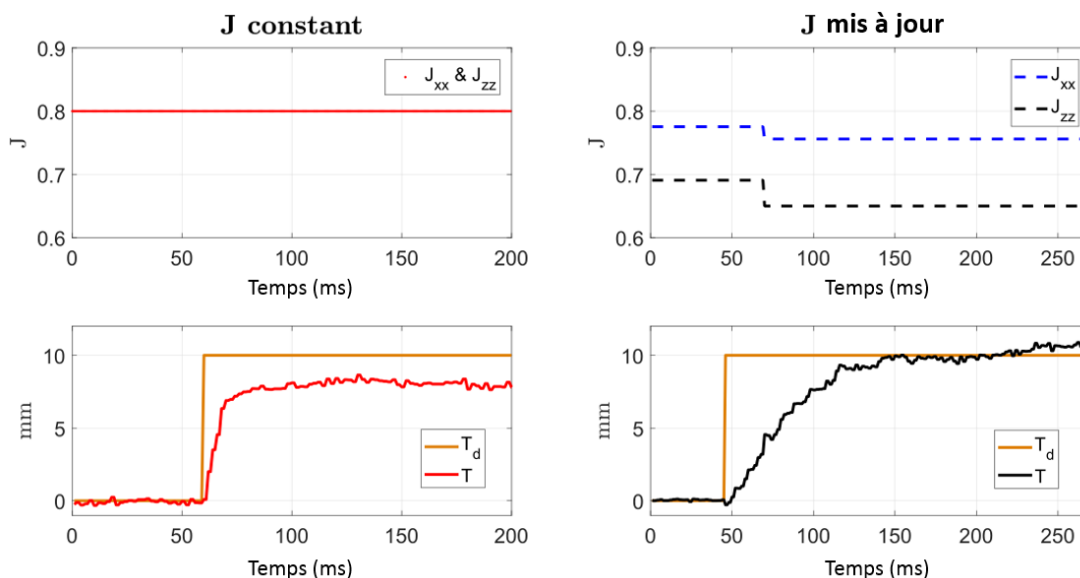 J constant
J mis à jour
0.9
0.8
0.7
0.6
J
J_xx & J_zz
0 50 100 150 200
Temps (ms)
0.9
0.8
0.7
0.6
J
J_xx
J_zz
0 50 100 150 200 250
Temps (ms)
10
5
0
mm
T_d
T
0 50 100 150 200
Temps (ms)
10
5
0
mm
T_d
T
0 50 100 150 200 250
Temps (ms)